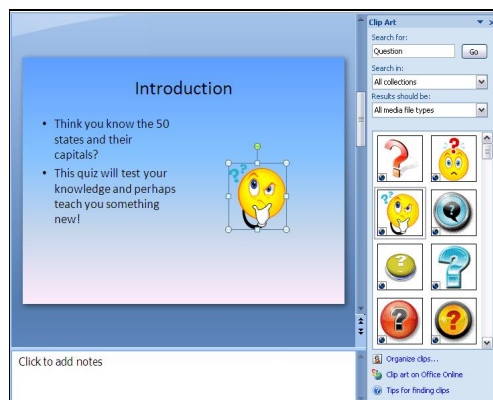 Introduction
• Think you know the 50
states and their
capitals?
• This quiz will test your
knowledge and perhaps
teach you something
new!
Click to add notes
Clip Art
Search for:
Question
Go
Search in:
All collections
Results should be:
All media file types
Organize clips...
Clip art on Office Online
Tips for finding clips